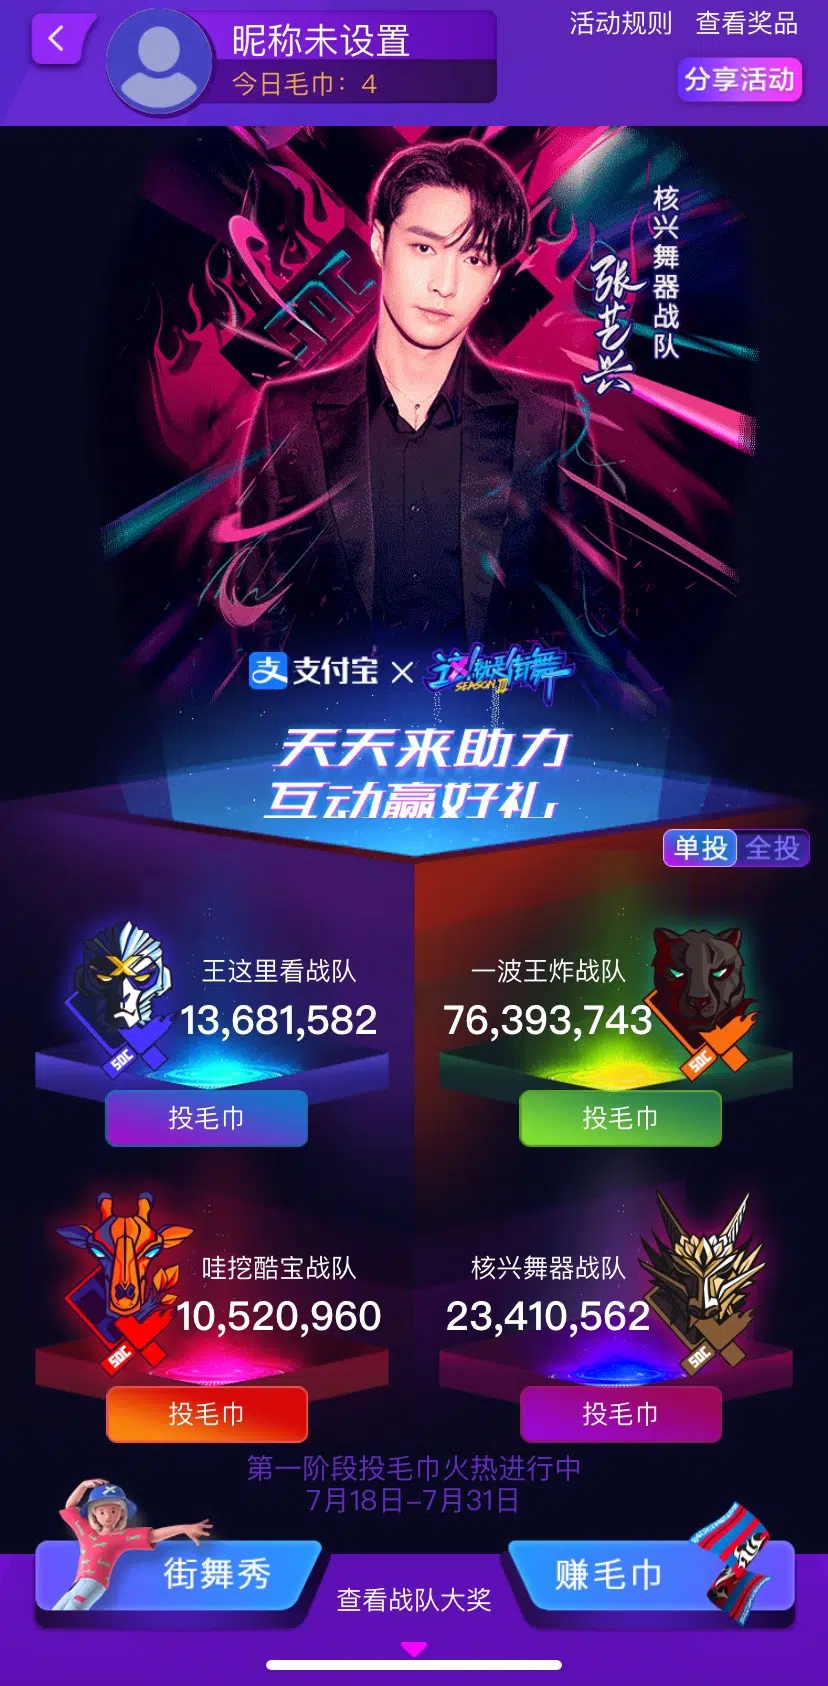 昵称未设置
今日毛巾：4
活动规则
查看奖品
分享活动
核兴舞器战队
张艺兴
SDC
支付宝 × 这!就是街舞
SEASON III
天天来助力
互动赢好礼
单投 全投
王这里看战队
13,681,582
SDC
投毛巾
一波王炸战队
76,393,743
SDC
投毛巾
哇挖酷宝战队
10,520,960
SDC
投毛巾
核兴舞器战队
23,410,562
SDC
投毛巾
第一阶段投毛巾火热进行中
7月18日-7月31日
街舞秀
查看战队大奖
赚毛巾